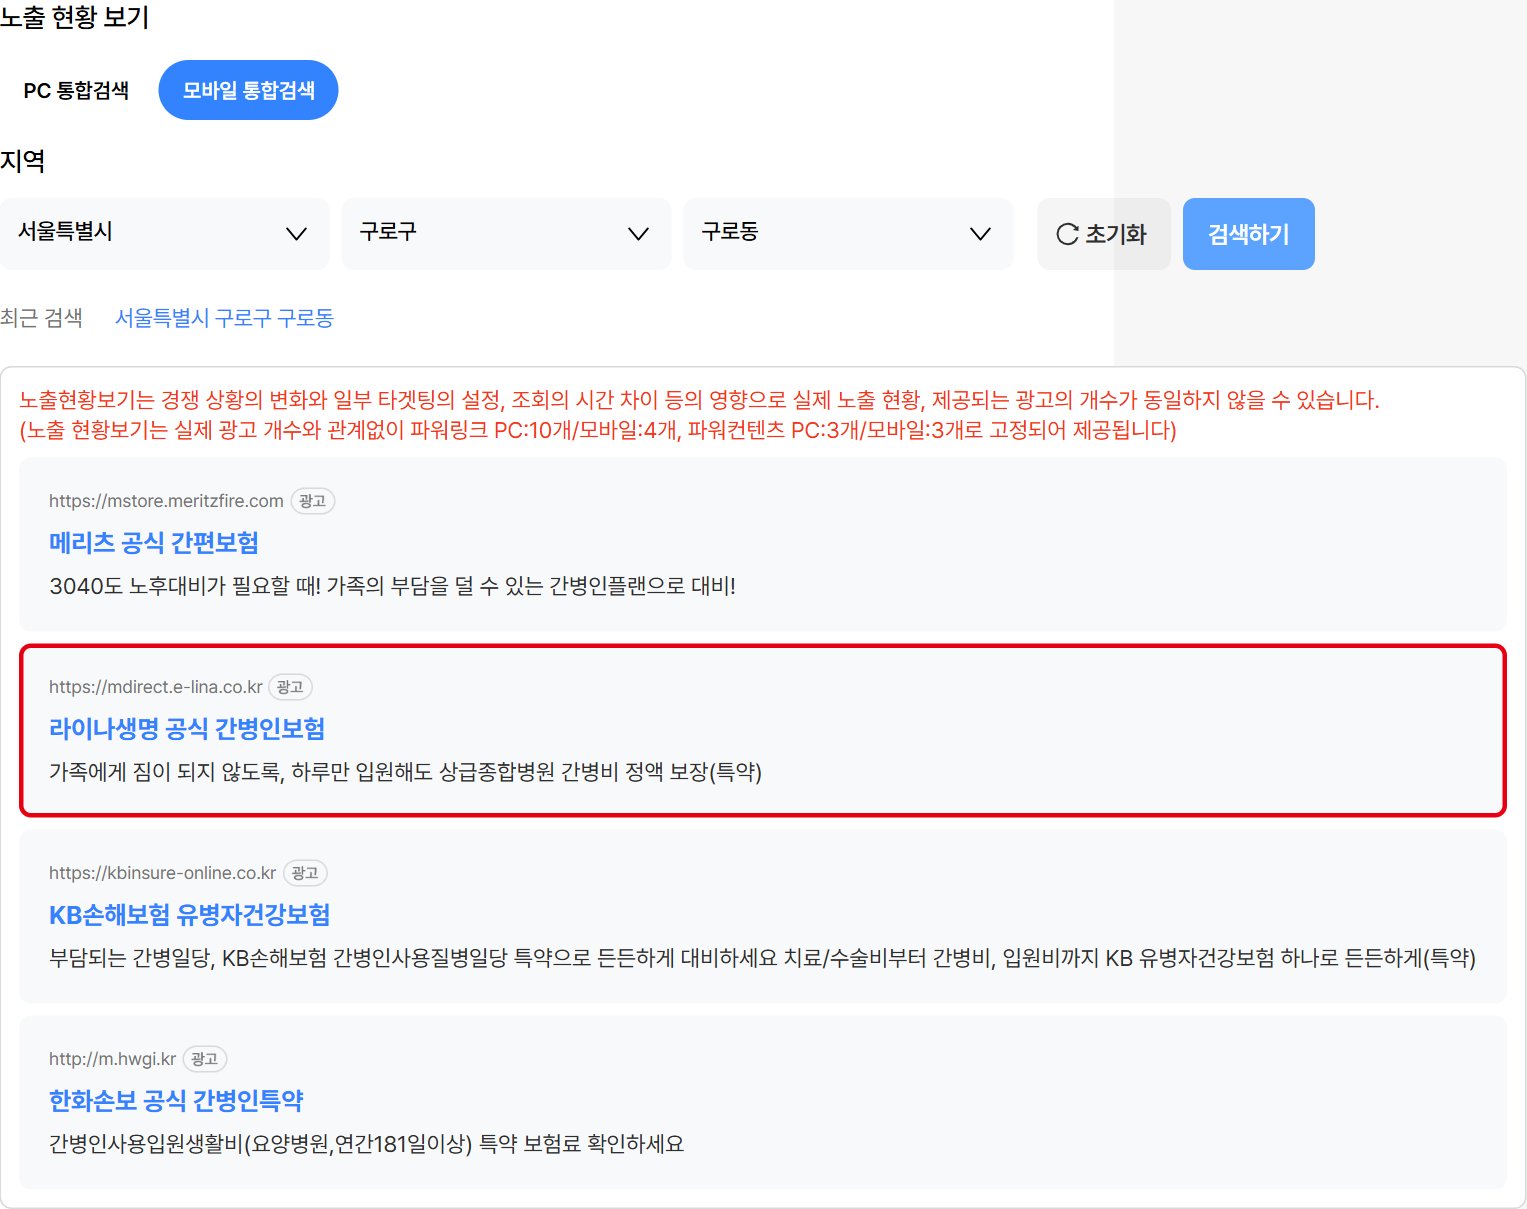 노출 현황 보기
PC 통합검색 모바일 통합검색
지역
서울특별시 구로구 구로동 초기화 검색하기
최근 검색 서울특별시 구로구 구로동
노출현황보기는 경쟁 상황의 변화와 일부 타겟팅의 설정, 조회의 시간 차이 등의 영향으로 실제 노출 현황, 제공되는 광고의 개수가 동일하지 않을 수 있습니다.
(노출 현황보기는 실제 광고 개수와 관계없이 파워링크 PC:10개/모바일:4개, 파워컨텐츠 PC:3개/모바일:3개로 고정되어 제공됩니다)
https://mstore.meritzfire.com 광고
메리츠 공식 간편보험
3040도 노후대비가 필요할 때! 가족의 부담을 덜 수 있는 간병인플랜으로 대비!
https://mdirect.e-lina.co.kr 광고
라이나생명 공식 간병인보험
가족에게 짐이 되지 않도록, 하루만 입원해도 상급종합병원 간병비 정액 보장(특약)
https://kbinsure-online.co.kr 광고
KB손해보험 유병자건강보험
부담되는 간병일당, KB손해보험 간병인사용질병일당 특약으로 든든하게 대비하세요 치료/수술비부터 간병비, 입원비까지 KB 유병자건강보험 하나로 든든하게(특약)
http://m.hwgi.kr 광고
한화손보 공식 간병인특약
간병인사용입원생활비(요양병원,연간181일이상) 특약 보험료 확인하세요